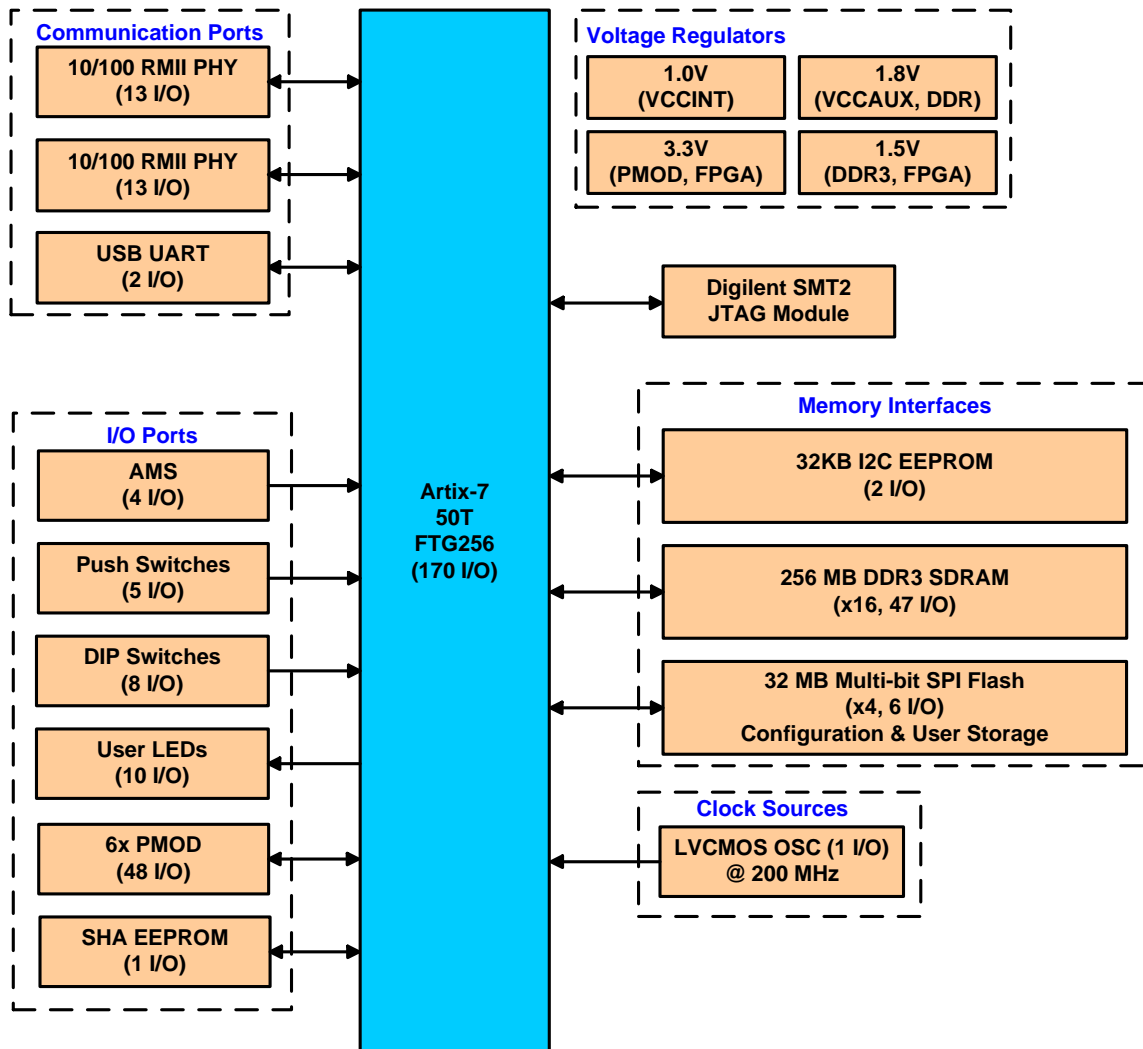 Communication Ports
10/100 RMII PHY
(13 I/O)
10/100 RMII PHY
(13 I/O)
USB UART
(2 I/O)
I/O Ports
AMS
(4 I/O)
Push Switches
(5 I/O)
DIP Switches
(8 I/O)
User LEDs
(10 I/O)
6x PMOD
(48 I/O)
SHA EEPROM
(1 I/O)
Artix-7
50T
FTG256
(170 I/O)
Voltage Regulators
1.0V
(VCCINT)
1.8V
(VCCAUX, DDR)
3.3V
(PMOD, FPGA)
1.5V
(DDR3, FPGA)
Digilent SMT2
JTAG Module
Memory Interfaces
32KB I2C EEPROM
(2 I/O)
256 MB DDR3 SDRAM
(x16, 47 I/O)
32 MB Multi-bit SPI Flash
(x4, 6 I/O)
Configuration & User Storage
Clock Sources
LVCMOS OSC (1 I/O)
@ 200 MHz